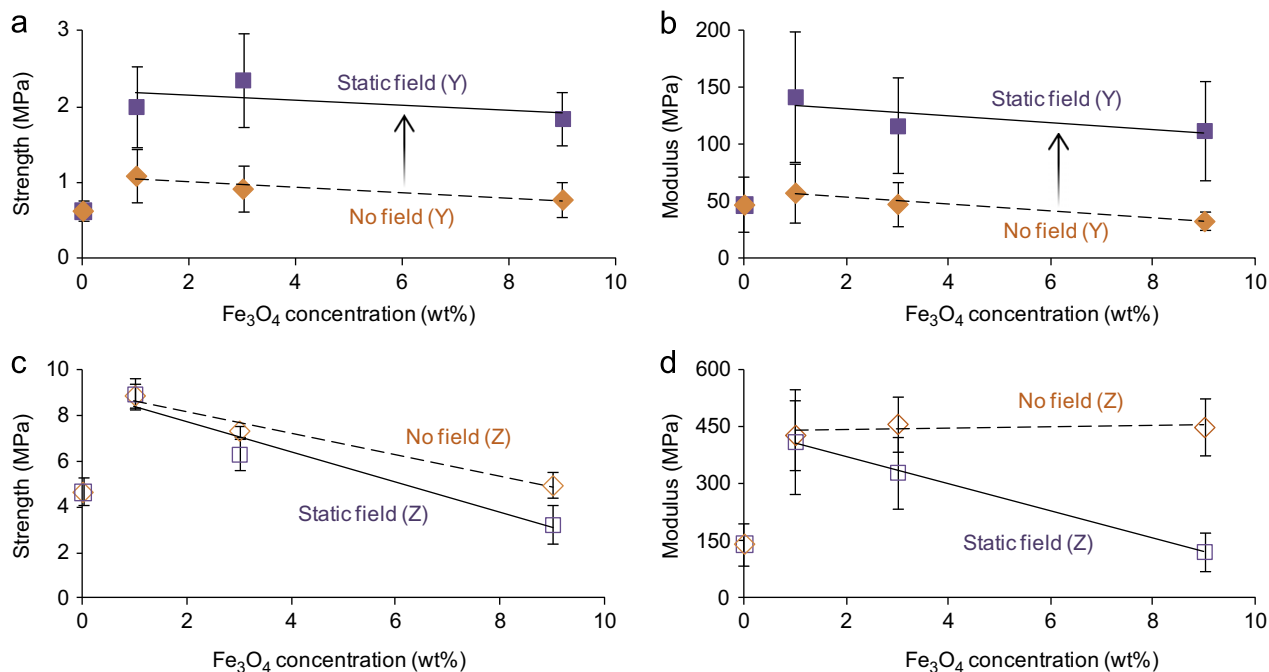 a
Strength (MPa)
3
2
1
0
Static field (Y)
No field (Y)
0 2 4 6 8 10
Fe₃O₄ concentration (wt%)
b
Modulus (MPa)
200
150
100
50
0
Static field (Y)
No field (Y)
0 2 4 6 8 10
Fe₃O₄ concentration (wt%)
c
Strength (MPa)
10
8
6
4
2
0
No field (Z)
Static field (Z)
0 2 4 6 8 10
Fe₃O₄ concentration (wt%)
d
Modulus (MPa)
600
450
300
150
0
No field (Z)
Static field (Z)
0 2 4 6 8 10
Fe₃O₄ concentration (wt%)